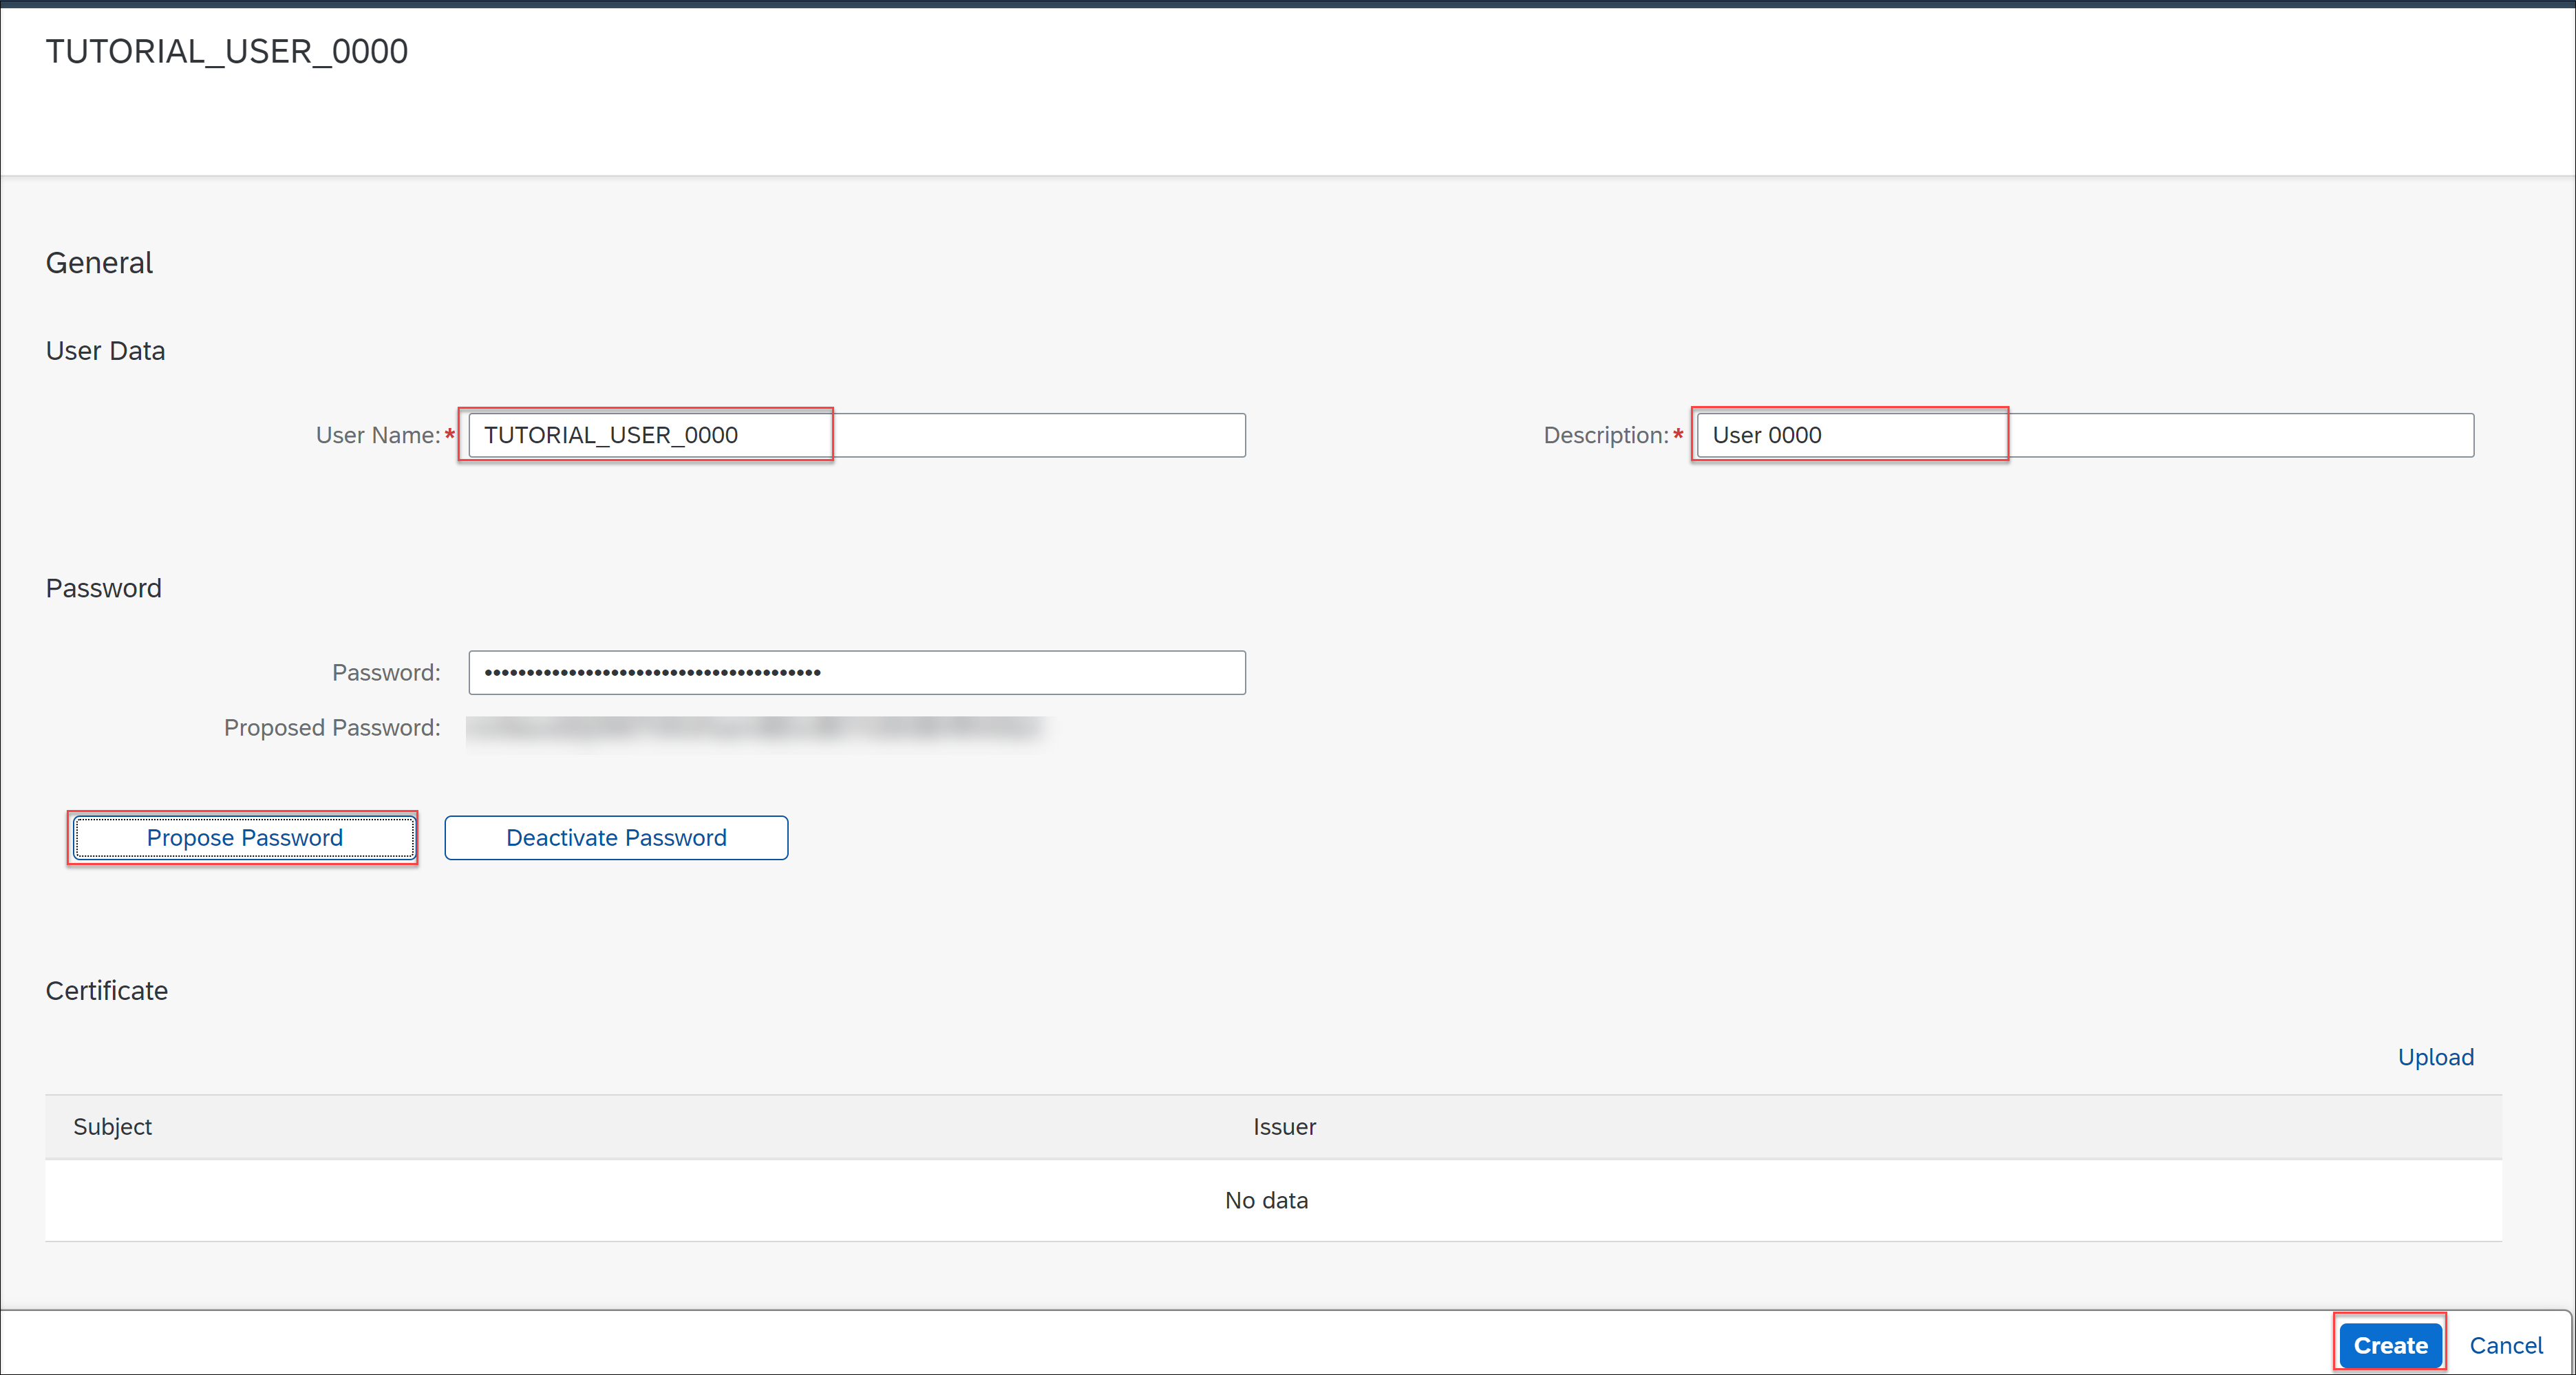 TUTORIAL_USER_0000
General
User Data
User Name:* TUTORIAL_USER_0000 Description:* User 0000
Password
Password: ••••••••••••••••••••••••••••••••••••••••
Proposed Password:
Propose Password Deactivate Password
Certificate
Upload
Subject Issuer
No data
Create Cancel